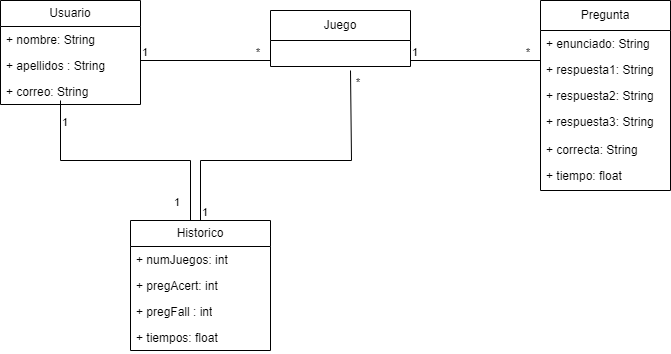 Usuario
+ nombre: String
+ apellidos : String
+ correo: String
1
*
Juego
1
*
Pregunta
+ enunciado: String
+ respuesta1: String
+ respuesta2: String
+ respuesta3: String
+ correcta: String
+ tiempo: float
1
*
1
1
Historico
+ numJuegos: int
+ pregAcert: int
+ pregFall : int
+ tiempos: float